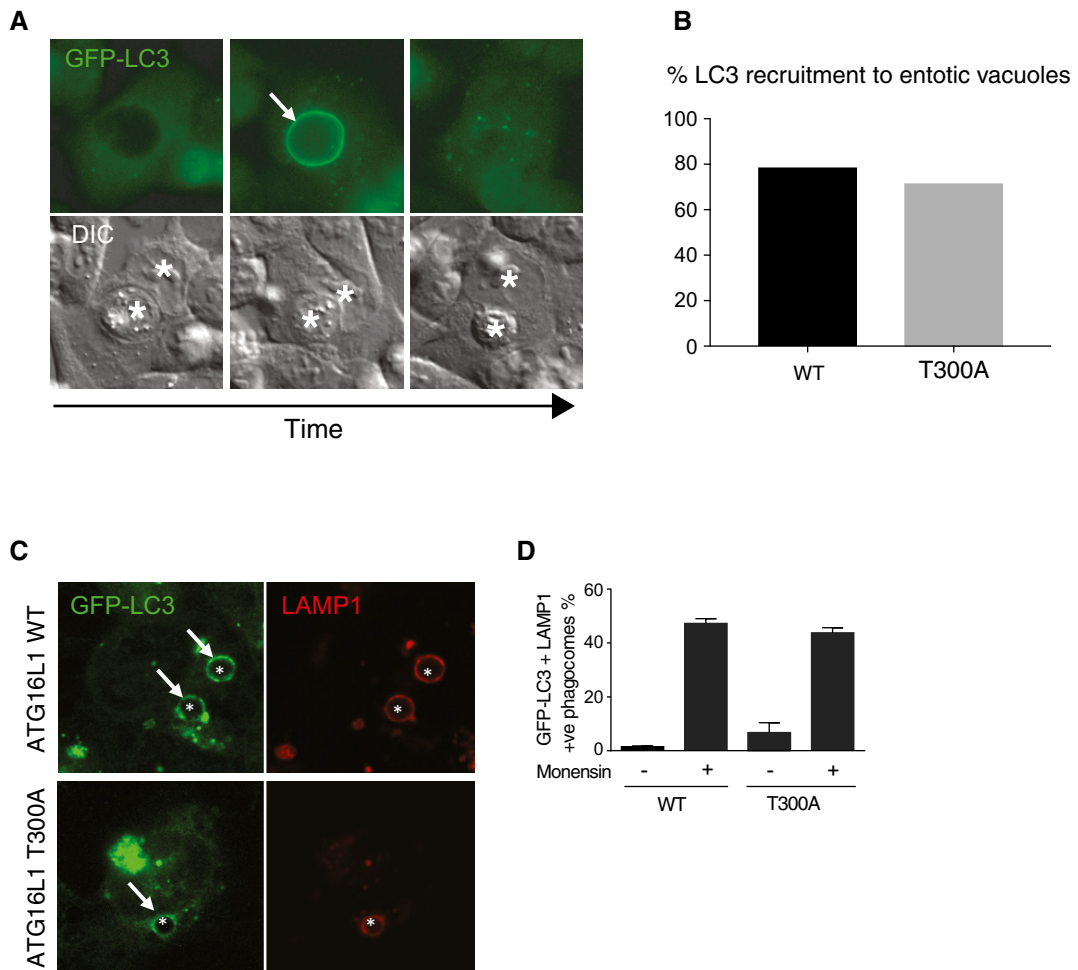 A
GFP-LC3
DIC
* * * * * *
Time
B
% LC3 recruitment to entotic vacuoles
100
80
60
40
20
0
WT T300A
C
ATG16L1 WT
GFP-LC3 LAMP1
* * * *
ATG16L1 T300A
* *
D
GFP-LC3 + LAMP1
+ve phagocomes %
60
40
20
0
Monensin - + - +
WT T300A